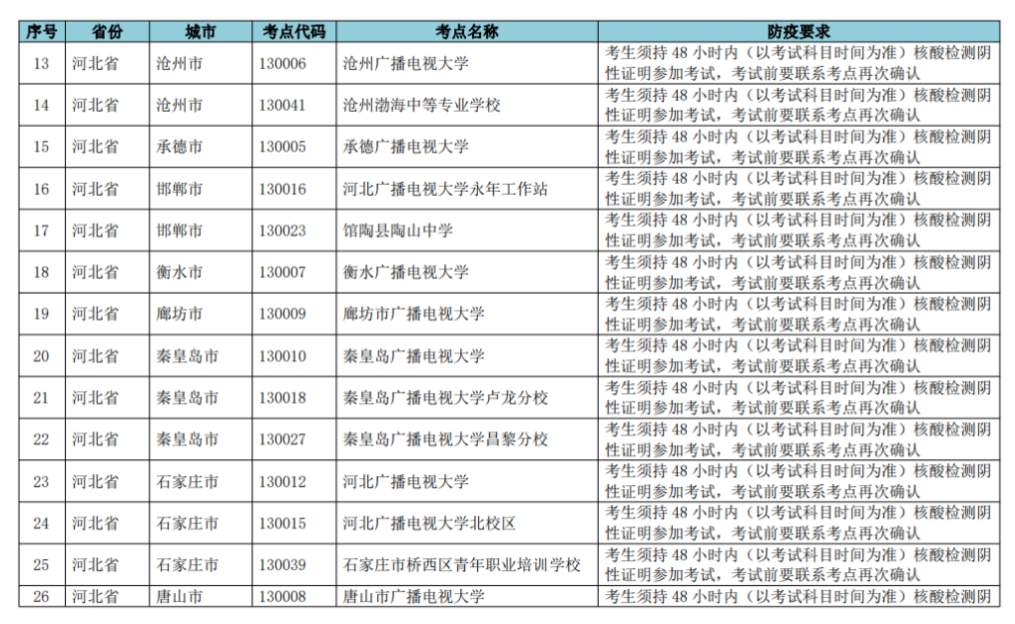 序号 省份 城市 考点代码 考点名称 防疫要求
13 河北省 沧州市 130006 沧州广播电视大学 考生须持 48 小时内（以考试科目时间为准）核酸检测阴
性证明参加考试，考试前要联系考点再次确认
14 河北省 沧州市 130041 沧州渤海中等专业学校 考生须持 48 小时内（以考试科目时间为准）核酸检测阴
性证明参加考试，考试前要联系考点再次确认
15 河北省 承德市 130005 承德广播电视大学 考生须持 48 小时内（以考试科目时间为准）核酸检测阴
性证明参加考试，考试前要联系考点再次确认
16 河北省 邯郸市 130016 河北广播电视大学永年工作站 考生须持 48 小时内（以考试科目时间为准）核酸检测阴
性证明参加考试，考试前要联系考点再次确认
17 河北省 邯郸市 130023 馆陶县陶山中学 考生须持 48 小时内（以考试科目时间为准）核酸检测阴
性证明参加考试，考试前要联系考点再次确认
18 河北省 衡水市 130007 衡水广播电视大学 考生须持 48 小时内（以考试科目时间为准）核酸检测阴
性证明参加考试，考试前要联系考点再次确认
19 河北省 廊坊市 130009 廊坊市广播电视大学 考生须持 48 小时内（以考试科目时间为准）核酸检测阴
性证明参加考试，考试前要联系考点再次确认
20 河北省 秦皇岛市 130010 秦皇岛广播电视大学 考生须持 48 小时内（以考试科目时间为准）核酸检测阴
性证明参加考试，考试前要联系考点再次确认
21 河北省 秦皇岛市 130018 秦皇岛广播电视大学卢龙分校 考生须持 48 小时内（以考试科目时间为准）核酸检测阴
性证明参加考试，考试前要联系考点再次确认
22 河北省 秦皇岛市 130027 秦皇岛广播电视大学昌黎分校 考生须持 48 小时内（以考试科目时间为准）核酸检测阴
性证明参加考试，考试前要联系考点再次确认
23 河北省 石家庄市 130012 河北广播电视大学 考生须持 48 小时内（以考试科目时间为准）核酸检测阴
性证明参加考试，考试前要联系考点再次确认
24 河北省 石家庄市 130015 河北广播电视大学北校区 考生须持 48 小时内（以考试科目时间为准）核酸检测阴
性证明参加考试，考试前要联系考点再次确认
25 河北省 石家庄市 130039 石家庄市桥西区青年职业培训学校 考生须持 48 小时内（以考试科目时间为准）核酸检测阴
性证明参加考试，考试前要联系考点再次确认
26 河北省 唐山市 130008 唐山市广播电视大学 考生须持 48 小时内（以考试科目时间为准）核酸检测阴